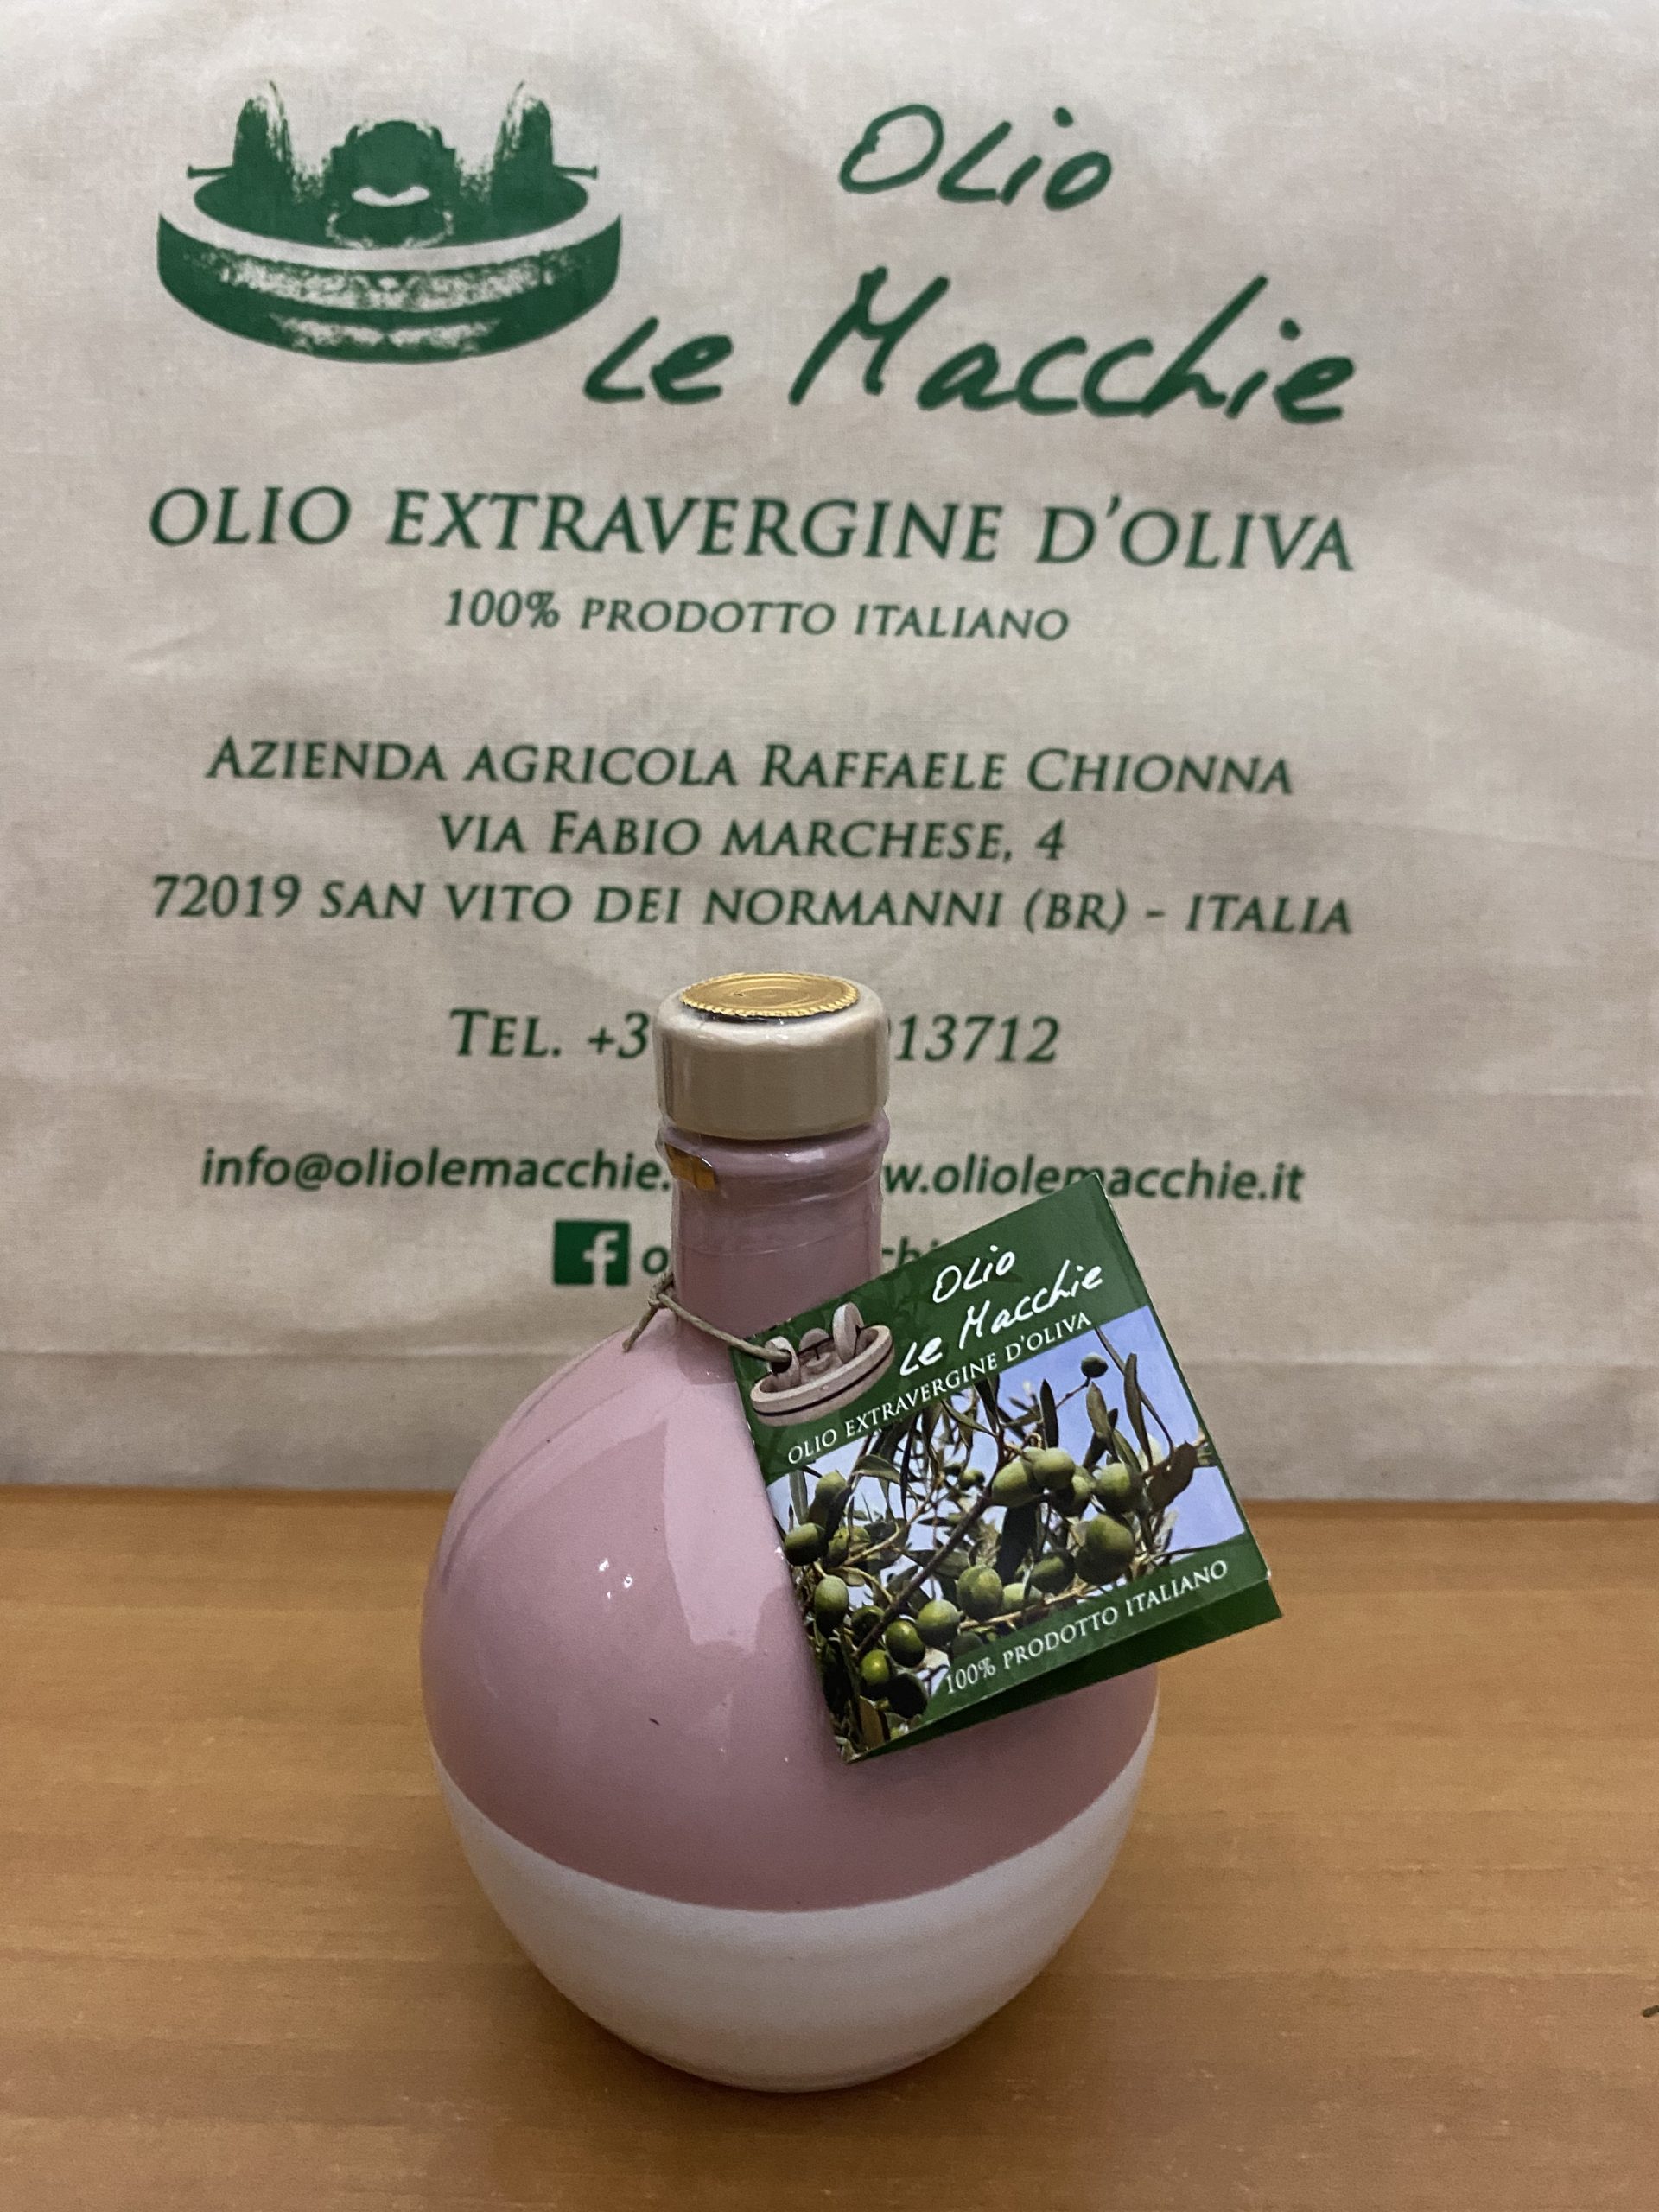 Olio
Le Macchie
OLIO EXTRAVERGINE D'OLIVA
100% PRODOTTO ITALIANO
AZIENDA AGRICOLA RAFFAELE CHIONNA
VIA FABIO MARCHESE, 4
72019 SAN VITO DEI NORMANNI (BR) - ITALIA
TEL. +3 13712
info@oliolemacchie. w.oliolemacchie.it
Olio
Le Macchie
OLIO EXTRAVERGINE D'OLIVA
100% PRODOTTO ITALIANO